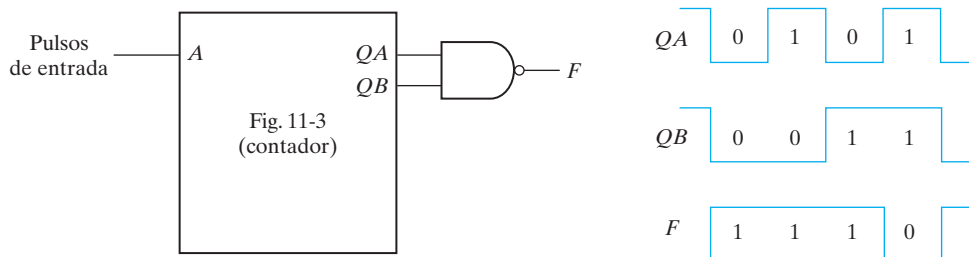 Pulsos
de entrada
A
QA
QB
Fig. 11-3
(contador)
F
QA 0 1 0 1
QB 0 0 1 1
F 1 1 1 0